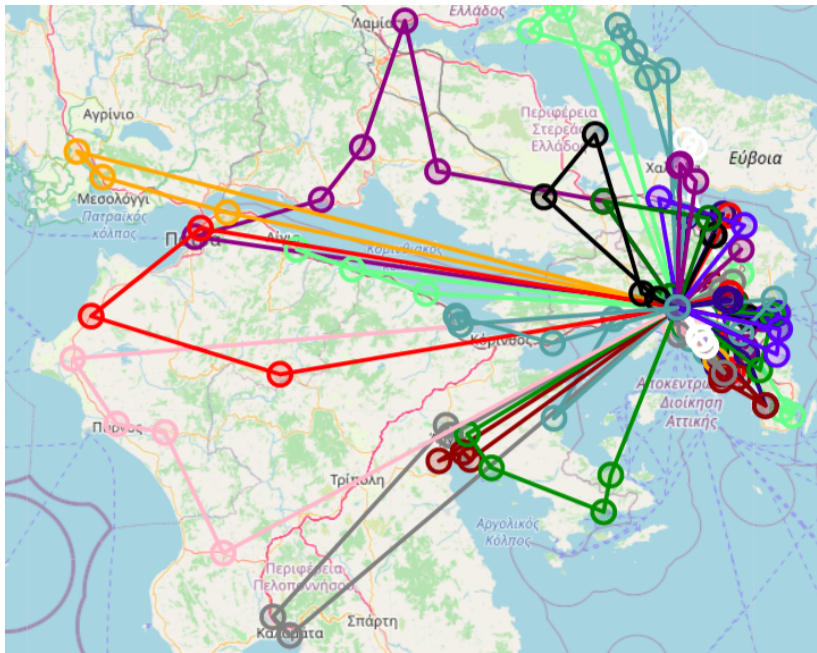 Ελλάδος
Λαμία
Αγρίνιο
Περιφέρεια
Στερεάς
Ελλάδος
Εύβοια
Μεσολόγγι
Πατραϊκός
κόλπος
Κόρινθος
Αποκεντρωμένη
Διοίκηση
Αττικής
Τρίπολη
Αργολικός
Κόλπος
Περιφέρεια
Πελοποννήσου
Σπάρτη
Καλαμάτα